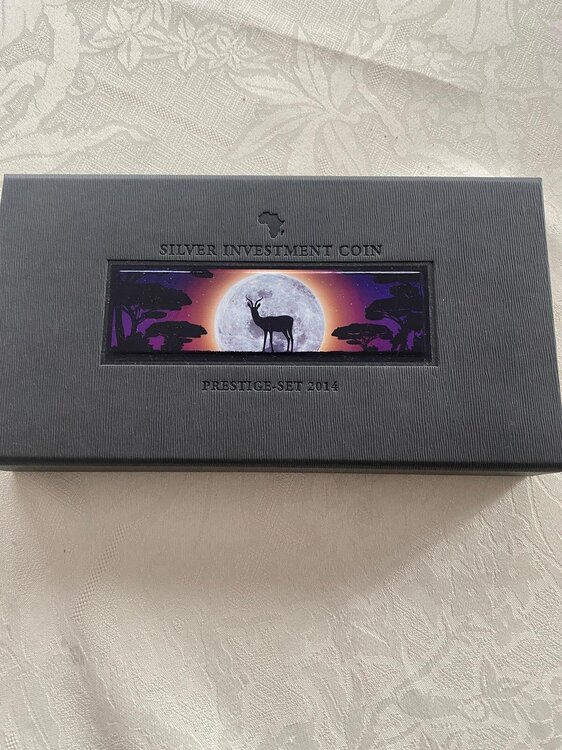 SILVER INVESTMENT COIN
PRESTIGE-SET 2014